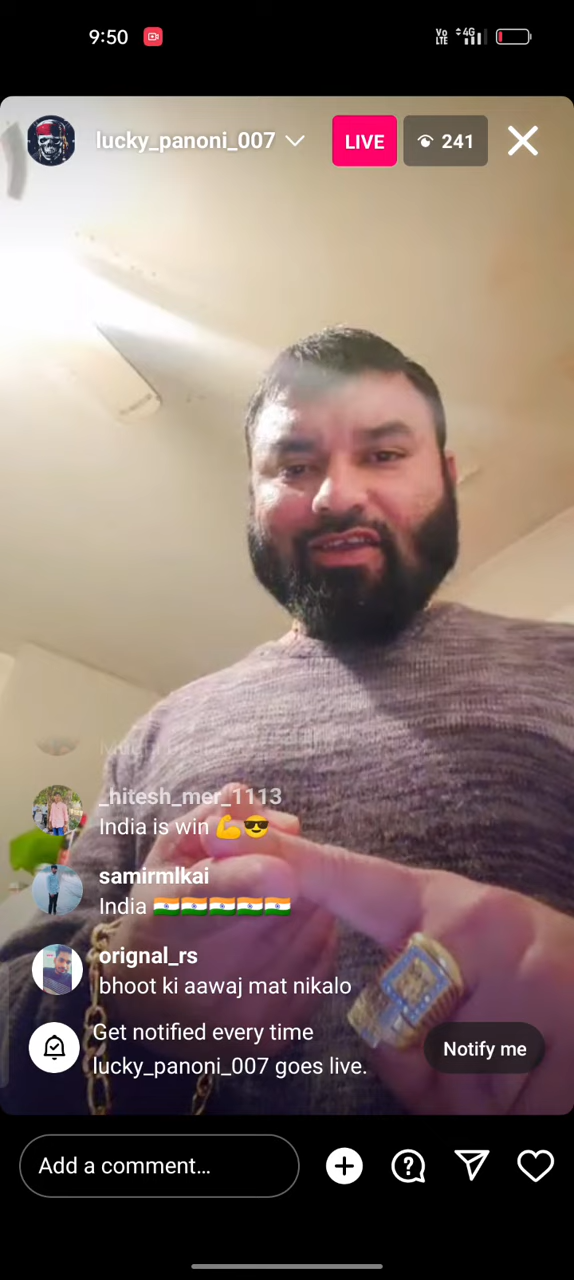 9:50
Vo
LTE
4G
lucky_panoni_007
LIVE
241
_hitesh_mer_1113
India is win 💪😎
samirmlkai
India 🇮🇳🇮🇳🇮🇳🇮🇳🇮🇳
orignal_rs
bhoot ki aawaj mat nikalo
Get notified every time
lucky_panoni_007 goes live.
Notify me
Add a comment...